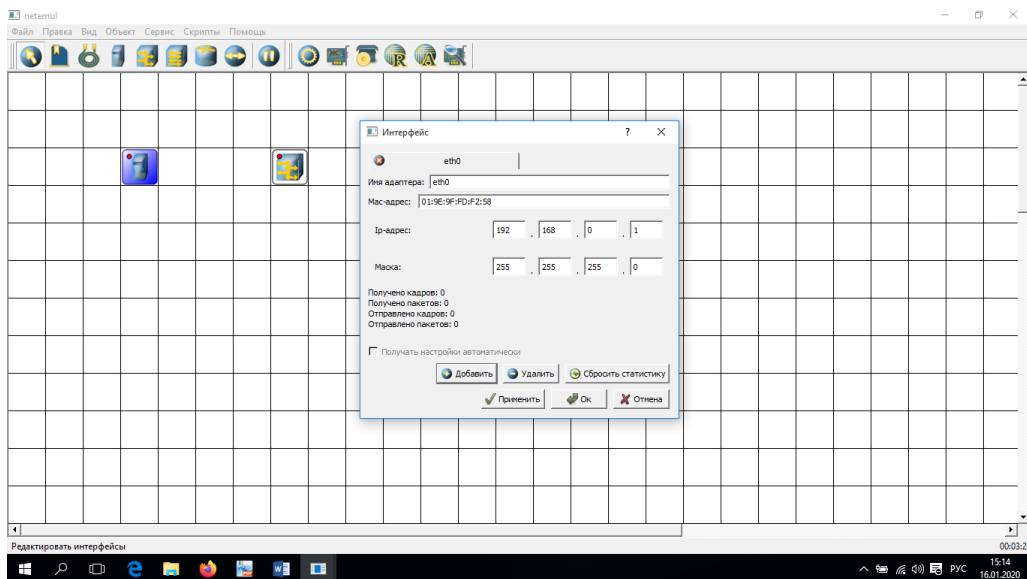 netemul
Файл Правка Вид Объект Сервис Скрипты Помощь
Интерфейс ?
eth0
Имя адаптера: eth0
Mac-адрес: 01:9E:9F:FD:F2:58
Ip-адрес: 192 . 168 . 0 . 1
Маска: 255 . 255 . 255 . 0
Получено кадров: 0
Получено пакетов: 0
Отправлено кадров: 0
Отправлено пакетов: 0
Получать настройки автоматически
Добавить Удалить Сбросить статистику
Применить Ок Отмена
Редактировать интерфейсы 00:03:2
РУС 15:14
16.01.2020